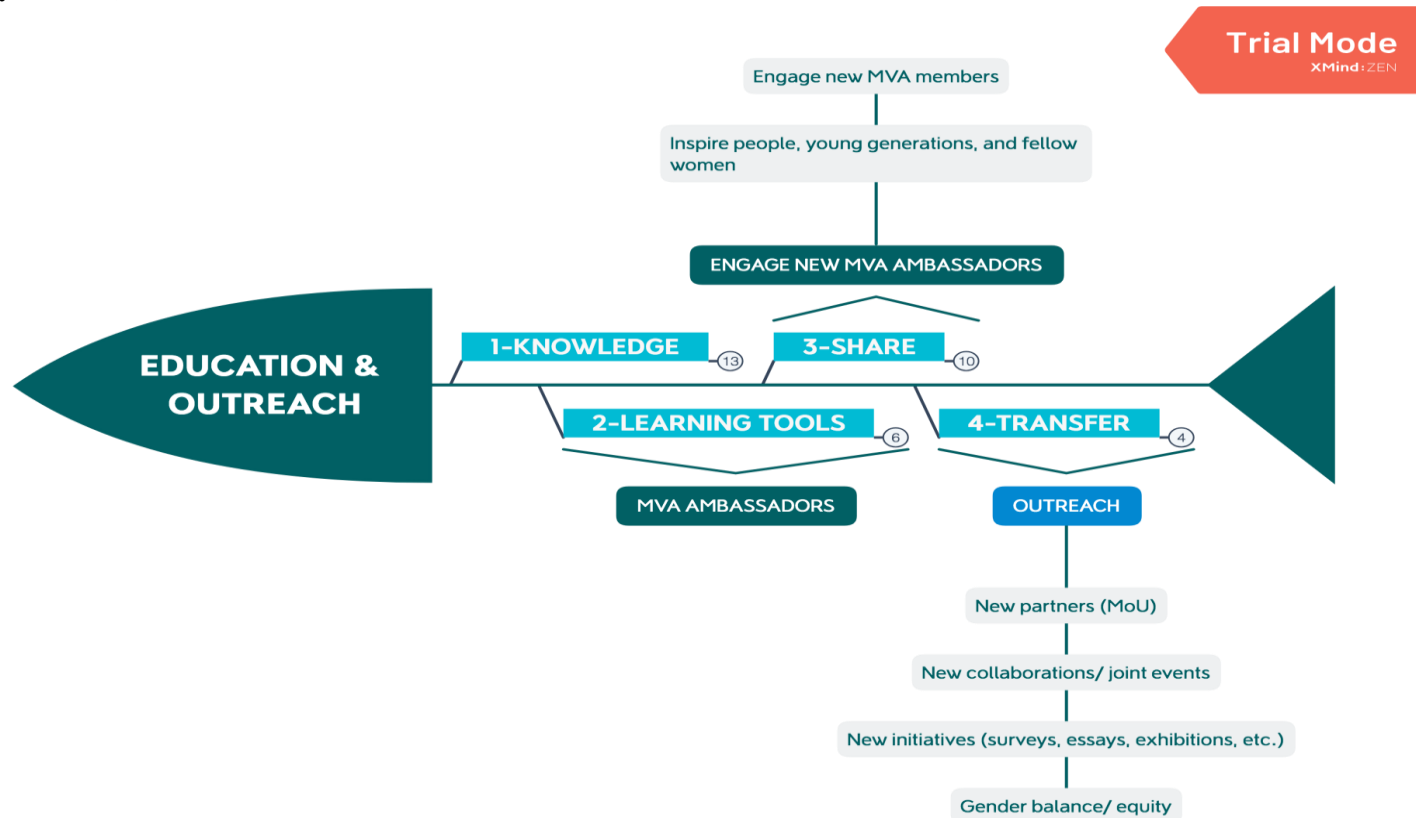 Trial Mode
XMind:ZEN
Engage new MVA members
Inspire people, young generations, and fellow
women
ENGAGE NEW MVA AMBASSADORS
EDUCATION &
OUTREACH
1-KNOWLEDGE
13
3-SHARE
10
2-LEARNING TOOLS
6
4-TRANSFER
4
MVA AMBASSADORS
OUTREACH
New partners (MoU)
New collaborations/ joint events
New initiatives (surveys, essays, exhibitions, etc.)
Gender balance/ equity